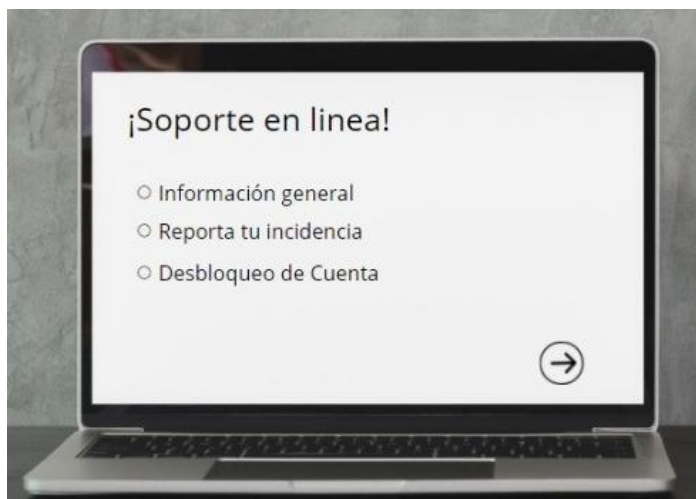 ¡Soporte en linea!
Información general
Reporta tu incidencia
Desbloqueo de Cuenta